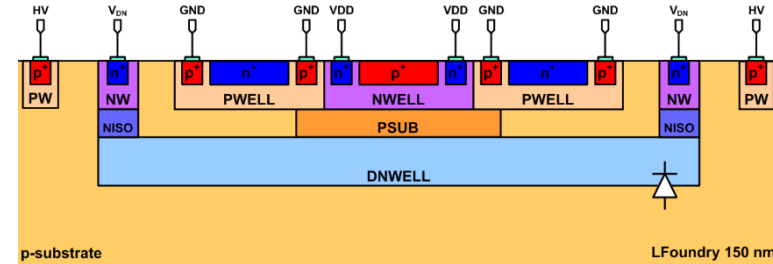 HV V_DN GND GND VDD VDD GND GND V_DN HV
p+ n+ p+ n+ p+ n+ p+ n+ p+ n+ p+ n+ p+
PW NW PWELL NWELL PWELL NW PW
NISO PSUB NISO
DNWELL
p-substrate LFoundry 150 nm